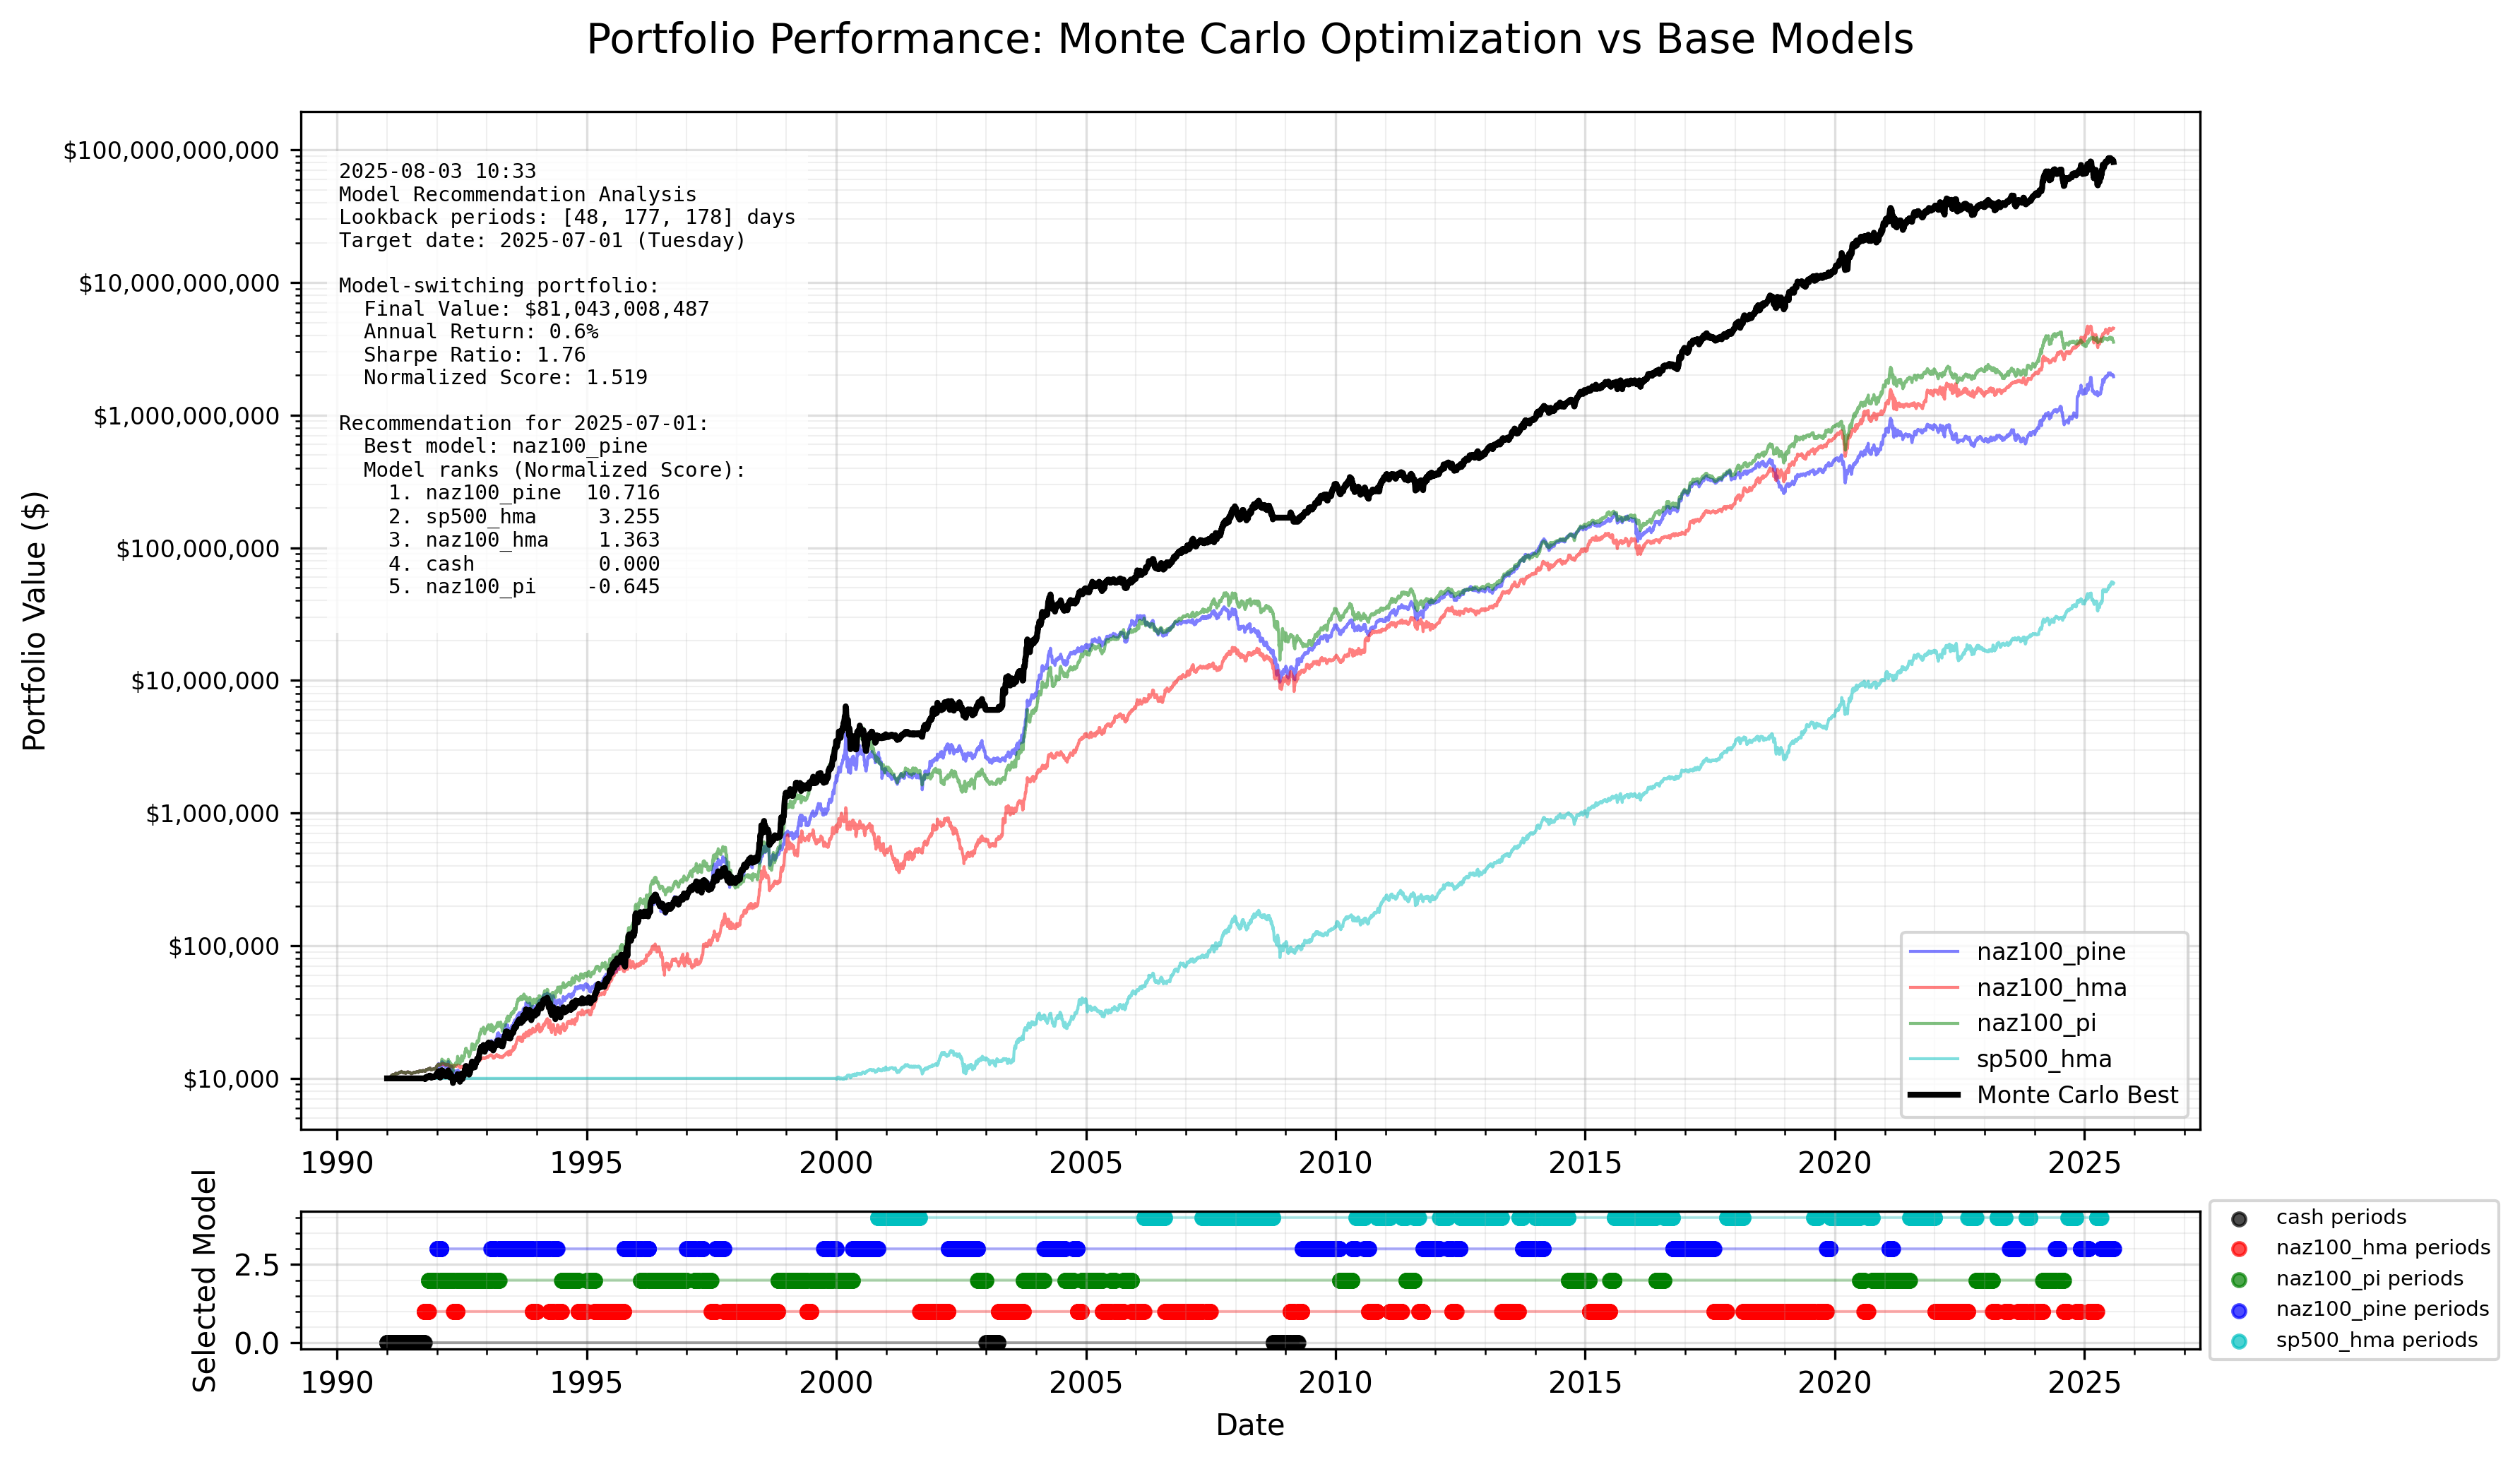 Portfolio Performance: Monte Carlo Optimization vs Base Models
Portfolio Value ($)
$100,000,000,000
$10,000,000,000
$1,000,000,000
$100,000,000
$10,000,000
$1,000,000
$100,000
$10,000
2025-08-03 10:33
Model Recommendation Analysis
Lookback periods: [48, 177, 178] days
Target date: 2025-07-01 (Tuesday)
Model-switching portfolio:
Final Value: $81,043,008,487
Annual Return: 0.6%
Sharpe Ratio: 1.76
Normalized Score: 1.519
Recommendation for 2025-07-01:
Best model: naz100_pine
Model ranks (Normalized Score):
1. naz100_pine 10.716
2. sp500_hma 3.255
3. naz100_hma 1.363
4. cash 0.000
5. naz100_pi -0.645
naz100_pine
naz100_hma
naz100_pi
sp500_hma
Monte Carlo Best
1990 1995 2000 2005 2010 2015 2020 2025
Selected Model
2.5
0.0
cash periods
naz100_hma periods
naz100_pi periods
naz100_pine periods
sp500_hma periods
1990 1995 2000 2005 2010 2015 2020 2025
Date